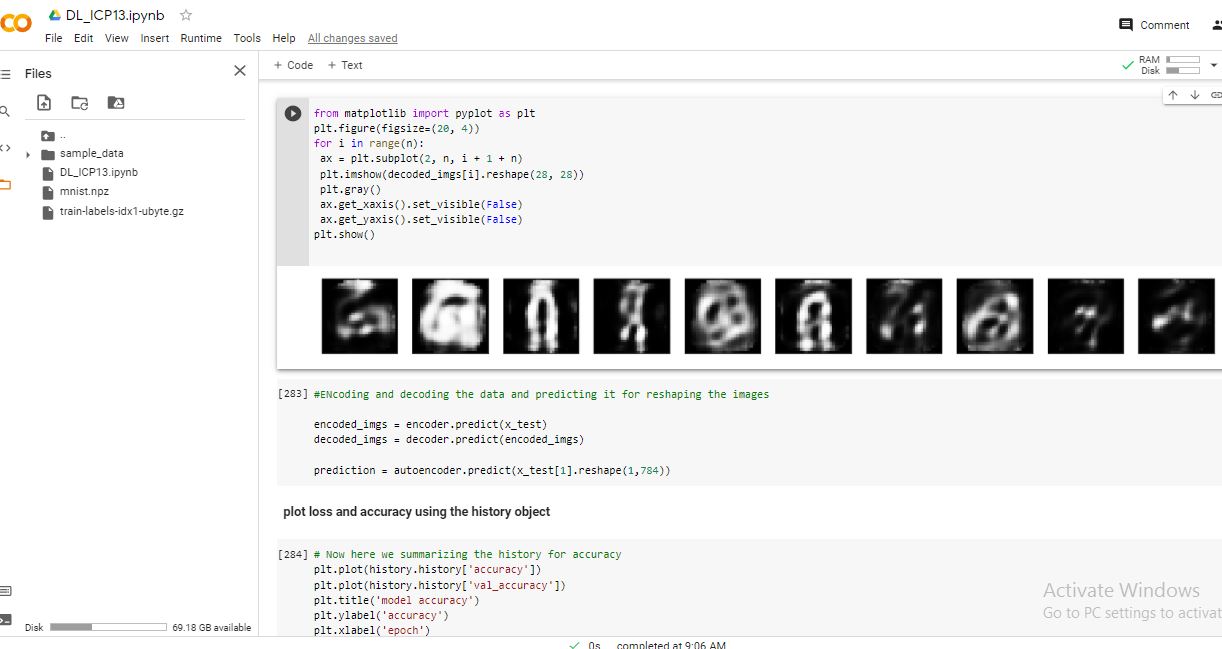 DL_ICP13.ipynb
File Edit View Insert Runtime Tools Help All changes saved
Comment
Files
+ Code + Text
RAM
Disk
..
sample_data
DL_ICP13.ipynb
mnist.npz
train-labels-idx1-ubyte.gz
from matplotlib import pyplot as plt
plt.figure(figsize=(20, 4))
for i in range(n):
ax = plt.subplot(2, n, i + 1 + n)
plt.imshow(decoded_imgs[i].reshape(28, 28))
plt.gray()
ax.get_xaxis().set_visible(False)
ax.get_yaxis().set_visible(False)
plt.show()
[283] #ENcoding and decoding the data and predicting it for reshaping the images
encoded_imgs = encoder.predict(x_test)
decoded_imgs = decoder.predict(encoded_imgs)
prediction = autoencoder.predict(x_test[1].reshape(1,784))
plot loss and accuracy using the history object
[284] # Now here we summarizing the history for accuracy
plt.plot(history.history['accuracy'])
plt.plot(history.history['val_accuracy'])
plt.title('model accuracy')
plt.ylabel('accuracy')
plt.xlabel('epoch')
Activate Windows
Go to PC settings to activat
Disk 69.18 GB available
0s completed at 9:06 AM